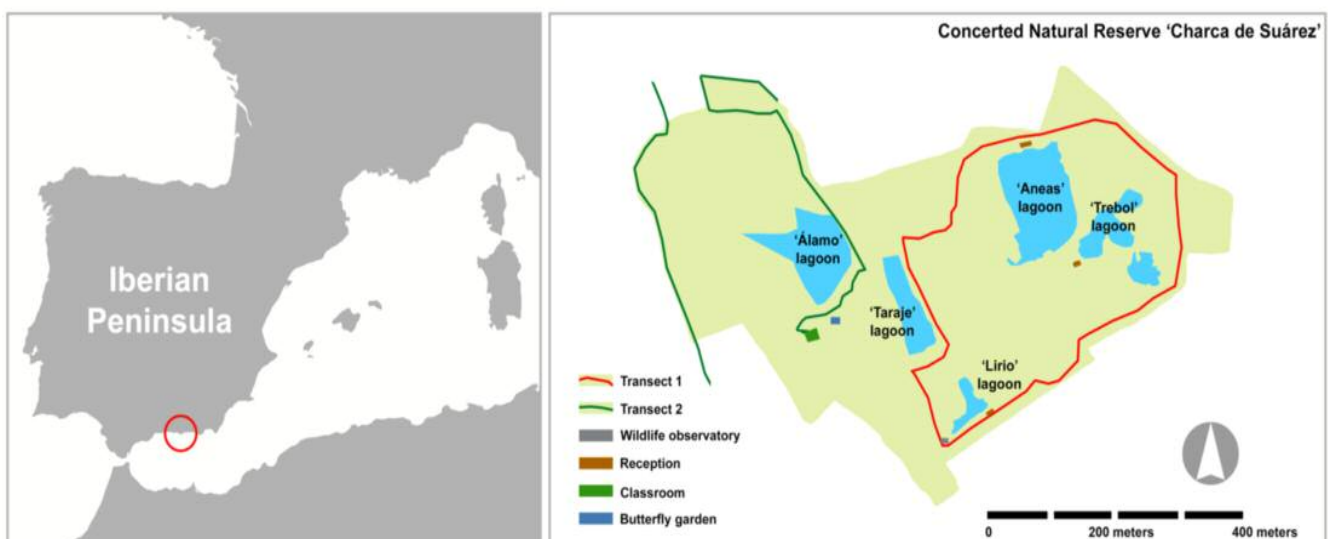 Iberian
Peninsula
Concerted Natural Reserve 'Charca de Suárez'
'Aneas'
lagoon
'Trebol'
lagoon
'Álamo'
lagoon
'Taraje'
lagoon
'Lirio'
lagoon
Transect 1
Transect 2
Wildlife observatory
Reception
Classroom
Butterfly garden
0
200 meters
400 meters